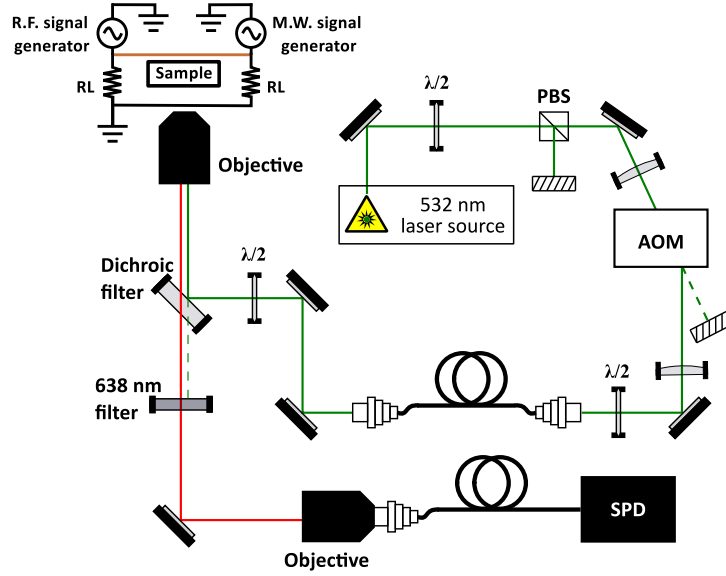 R.F. signal
generator
M.W. signal
generator
Sample
RL
RL
Objective
λ/2
PBS
532 nm
laser source
AOM
Dichroic
filter
λ/2
638 nm
filter
λ/2
SPD
Objective